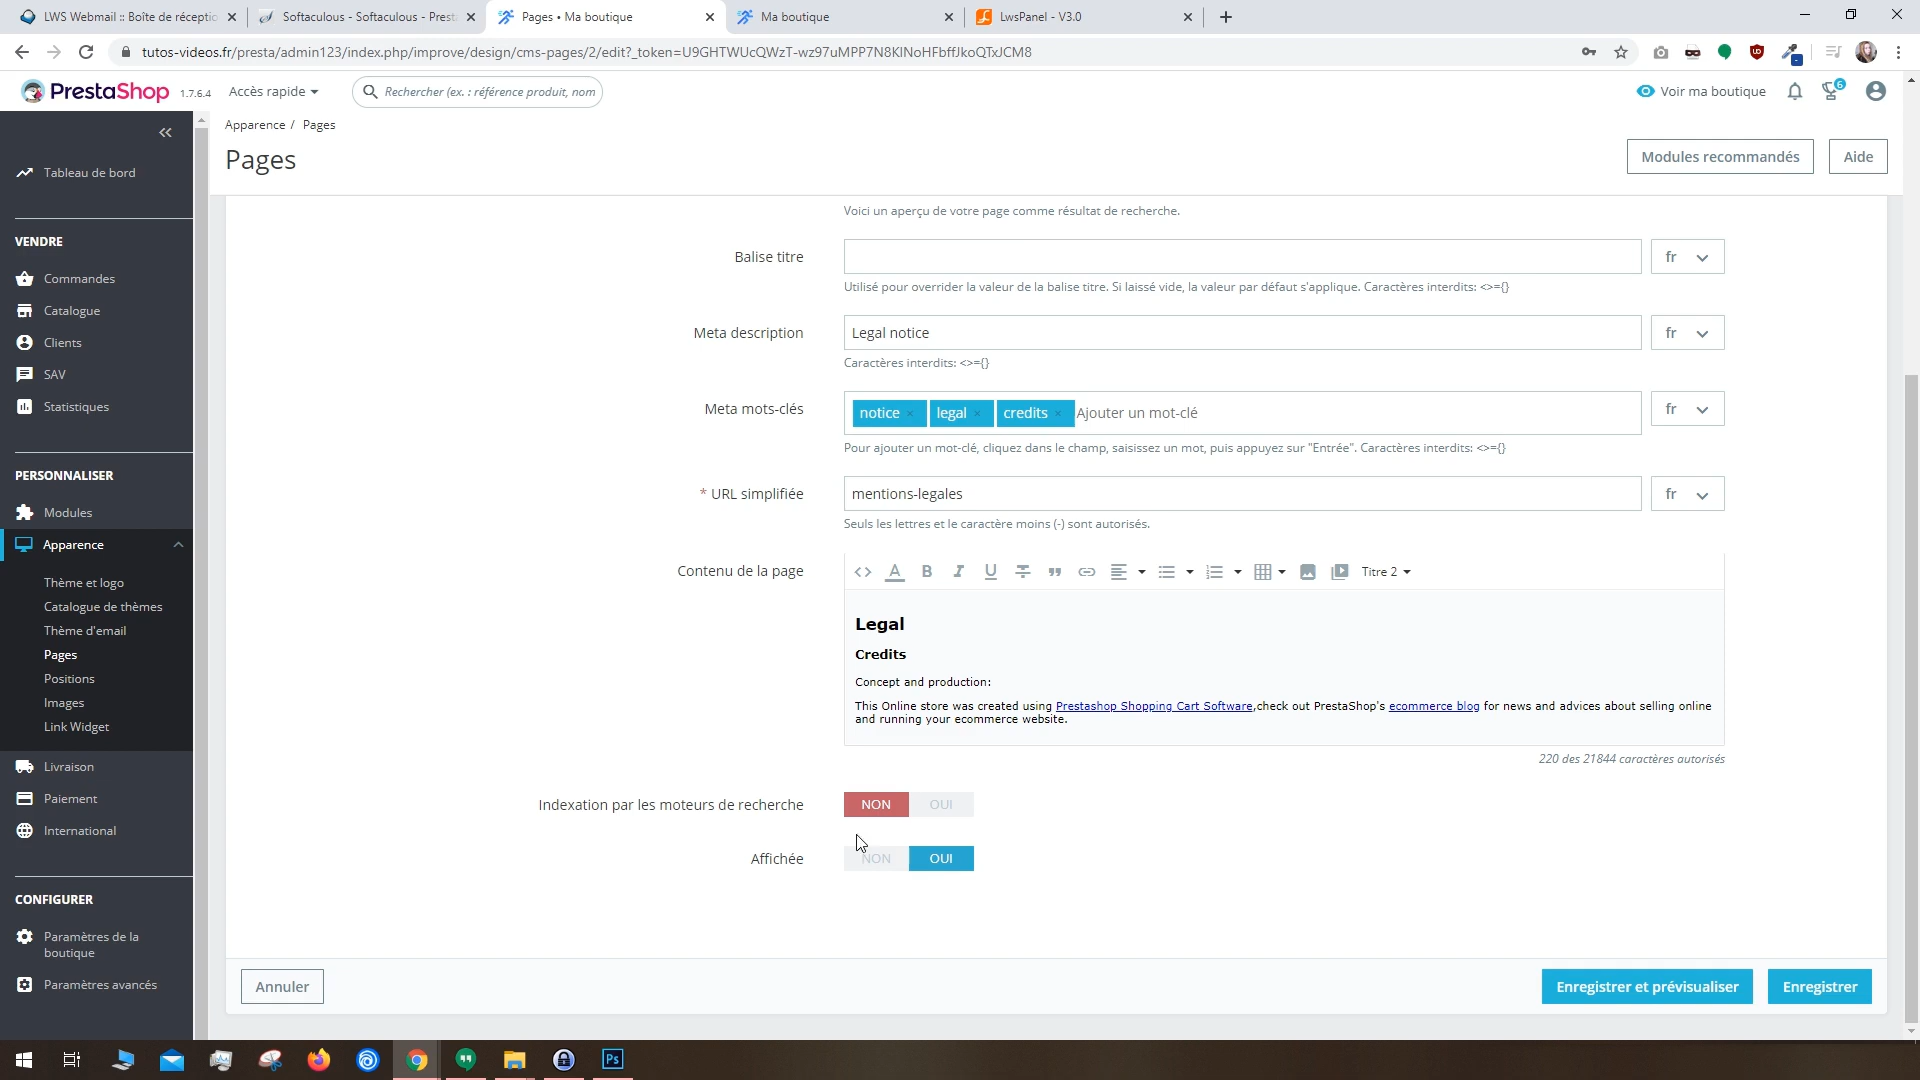 LWS Webmail :: Boîte de réceptio
Softaculous - Softaculous - Prest
Pages • Ma boutique
Ma boutique
LwsPanel - V3.0
tutos-videos.fr/presta/admin123/index.php/improve/design/cms-pages/2/edit?_token=U9GHTWUcQWzT-wz97uMPP7N8KlNoHFbffJkoQTxJCM8
PrestaShop 1.7.6.4
Accès rapide
Rechercher (ex. : référence produit, nom
Voir ma boutique
6
Apparence / Pages
Pages
Modules recommandés
Aide
Tableau de bord
VENDRE
Commandes
Catalogue
Clients
SAV
Statistiques
PERSONNALISER
Modules
Apparence
Thème et logo
Catalogue de thèmes
Thème d'email
Pages
Positions
Images
Link Widget
Livraison
Paiement
International
CONFIGURER
Paramètres de la
boutique
Paramètres avancés
Voici un aperçu de votre page comme résultat de recherche.
Balise titre
fr
Utilisé pour overrider la valeur de la balise titre. Si laissé vide, la valeur par défaut s'applique. Caractères interdits: <>={}
Meta description
Legal notice
fr
Caractères interdits: <>={}
Meta mots-clés
notice × legal × credits × Ajouter un mot-clé
fr
Pour ajouter un mot-clé, cliquez dans le champ, saisissez un mot, puis appuyez sur "Entrée". Caractères interdits: <>={}
* URL simplifiée
mentions-legales
fr
Seuls les lettres et le caractère moins (-) sont autorisés.
Contenu de la page
Titre 2
Legal
Credits
Concept and production:
This Online store was created using Prestashop Shopping Cart Software,check out PrestaShop's ecommerce blog for news and advices about selling online
and running your ecommerce website.
220 des 21844 caractères autorisés
Indexation par les moteurs de recherche
NON OUI
Affichée
NON OUI
Annuler
Enregistrer et prévisualiser
Enregistrer
Ps